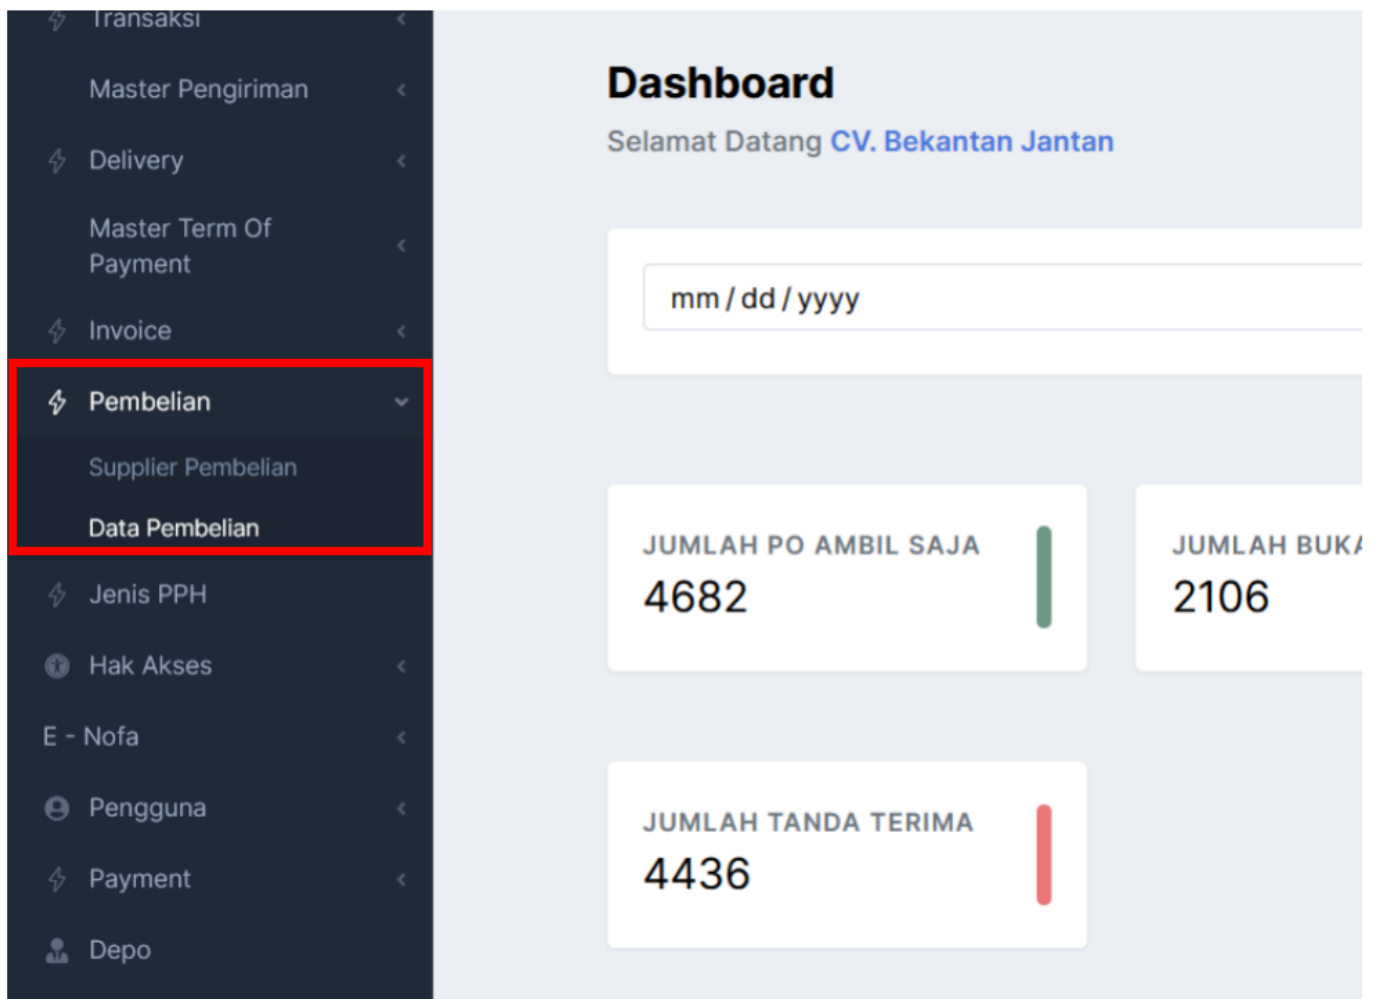 Transaksi
Master Pengiriman
Delivery
Master Term Of
Payment
Invoice
Pembelian
Supplier Pembelian
Data Pembelian
Jenis PPH
Hak Akses
E - Nofa
Pengguna
Payment
Depo
Dashboard
Selamat Datang CV. Bekantan Jantan
mm / dd / yyyy
JUMLAH PO AMBIL SAJA
4682
JUMLAH BUKA
2106
JUMLAH TANDA TERIMA
4436